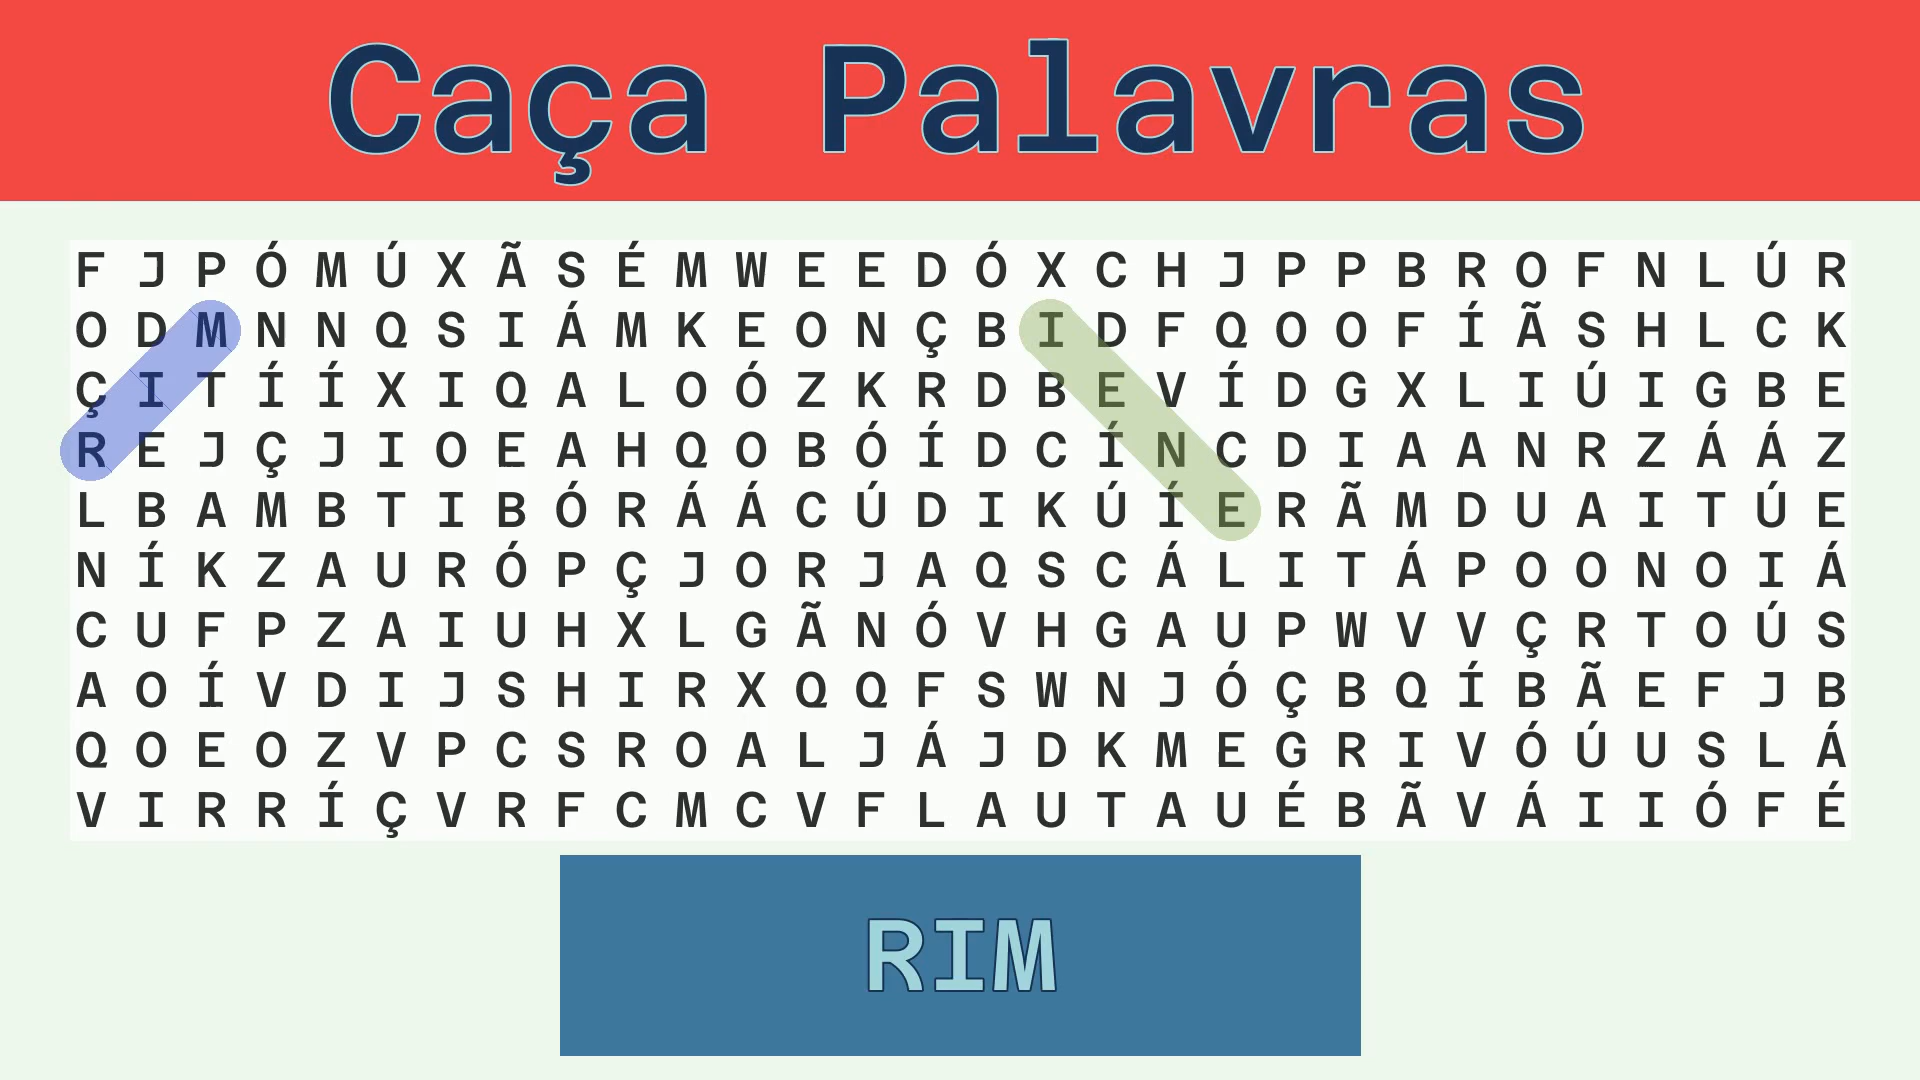 Caça Palavras
F J P Ó M Ú X Ã S É M W E E D Ó X C H J P P B R O F N L Ú R
O D M N N Q S I Á M K E O N Ç B I D F Q O O F Í Ã S H L C K
Ç I T Í Í X I Q A L O Ó Z K R D B E V Í D G X L I Ú I G B E
R E J Ç J I O E A H Q O B Ó Í D C Í N C D I A A N R Z Á Á Z
L B A M B T I B Ó R Á Á C Ú D I K Ú Í E R Ã M D U A I T Ú E
N Í K Z A U R Ó P Ç J O R J A Q S C Á L I T Á P O O N O I Á
C U F P Z A I U H X L G Ã N Ó V H G A U P W V V Ç R T O Ú S
A O Í V D I J S H I R X Q Q F S W N J Ó Ç B Q Í B Ã E F J B
Q O E O Z V P C S R O A L J Á J D K M E G R I V Ó Ú U S L Á
V I R R Í Ç V R F C M C V F L A U T A U É B Ã V Á I I Ó F É
RIM